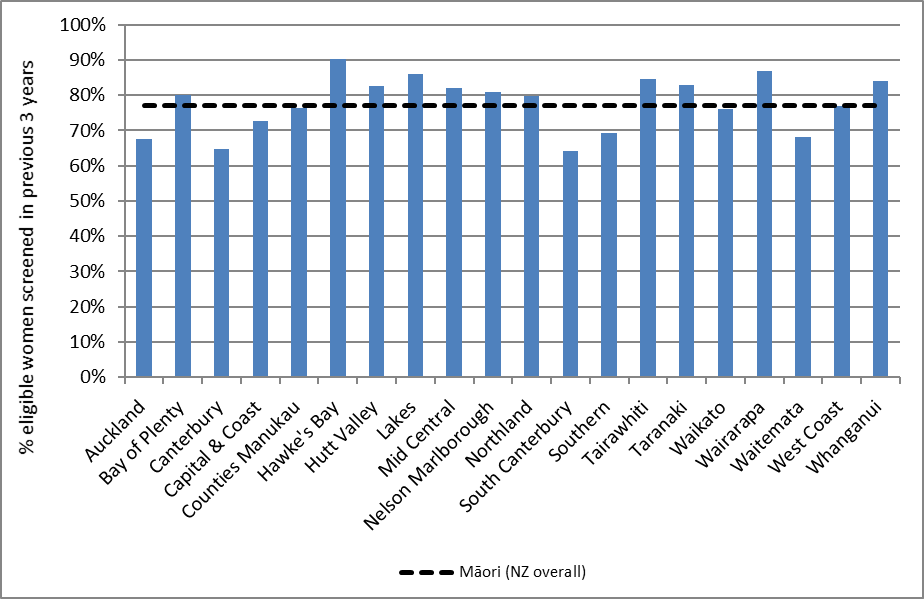 % eligible women screened in previous 3 years
100%
90%
80%
70%
60%
50%
40%
30%
20%
10%
0%
Auckland
Bay of Plenty
Canterbury
Capital & Coast
Counties Manukau
Hawke's Bay
Hutt Valley
Lakes
Mid Central
Nelson Marlborough
Northland
South Canterbury
Southern
Tairawhiti
Taranaki
Waikato
Wairarapa
Waitemata
West Coast
Whanganui
Māori (NZ overall)